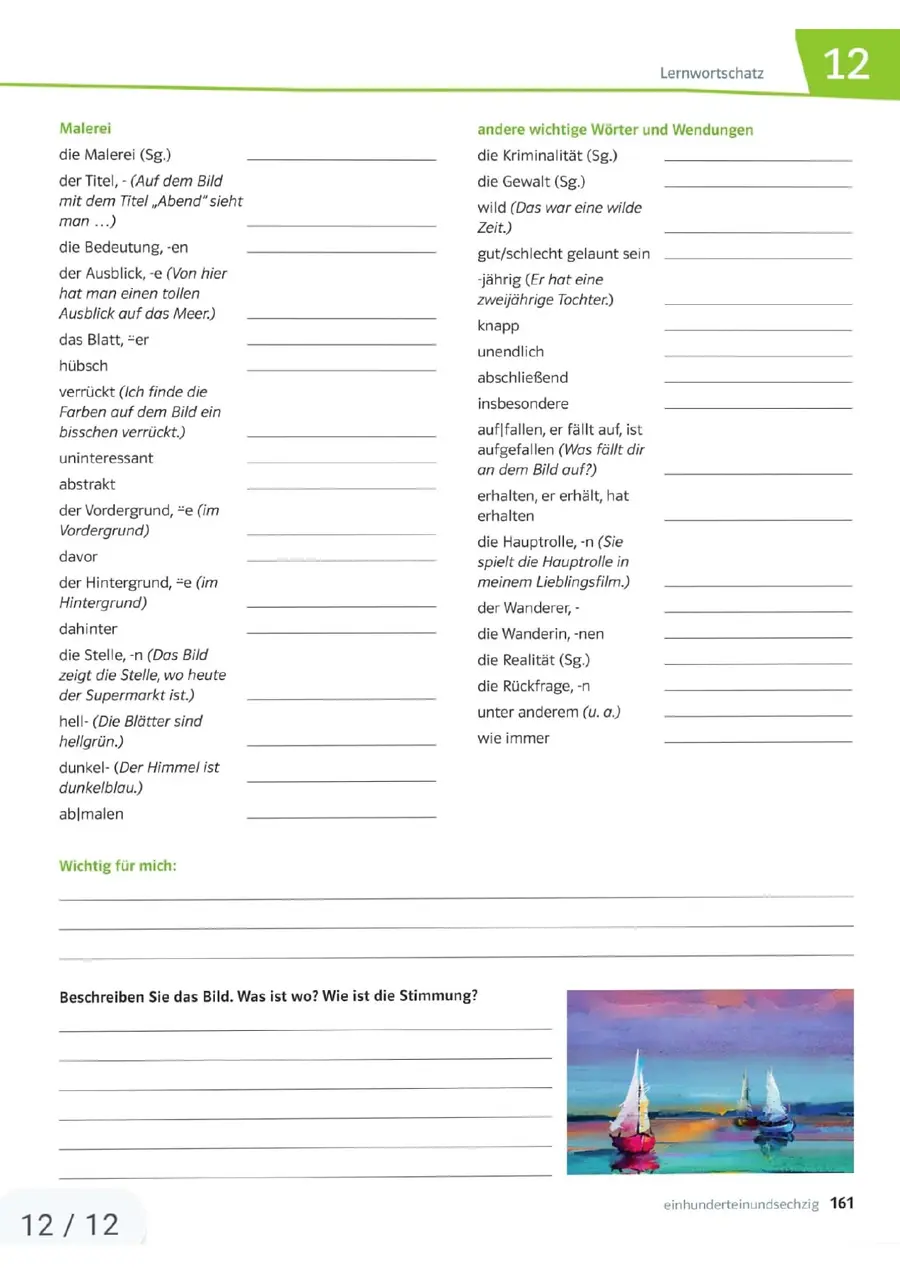 Lernwortschatz
12
Malerei
die Malerei (Sg.)
der Titel, - (Auf dem Bild
mit dem Titel „Abend“ sieht
man ...)
die Bedeutung, -en
der Ausblick, -e (Von hier
hat man einen tollen
Ausblick auf das Meer.)
das Blatt, ¨-er
hübsch
verrückt (Ich finde die
Farben auf dem Bild ein
bisschen verrückt.)
uninteressant
abstrakt
der Vordergrund, ¨-e (im
Vordergrund)
davor
der Hintergrund, ¨-e (im
Hintergrund)
dahinter
die Stelle, -n (Das Bild
zeigt die Stelle, wo heute
der Supermarkt ist.)
hell- (Die Blätter sind
hellgrün.)
dunkel- (Der Himmel ist
dunkelblau.)
ab|malen
andere wichtige Wörter und Wendungen
die Kriminalität (Sg.)
die Gewalt (Sg.)
wild (Das war eine wilde
Zeit.)
gut/schlecht gelaunt sein
-jährig (Er hat eine
zweijährige Tochter.)
knapp
unendlich
abschließend
insbesondere
auf|fallen, er fällt auf, ist
aufgefallen (Was fällt dir
an dem Bild auf?)
erhalten, er erhält, hat
erhalten
die Hauptrolle, -n (Sie
spielt die Hauptrolle in
meinem Lieblingsfilm.)
der Wanderer, -
die Wanderin, -nen
die Realität (Sg.)
die Rückfrage, -n
unter anderem (u. a.)
wie immer
Wichtig für mich:
Beschreiben Sie das Bild. Was ist wo? Wie ist die Stimmung?
einhunderteinundsechzig 161
12 / 12